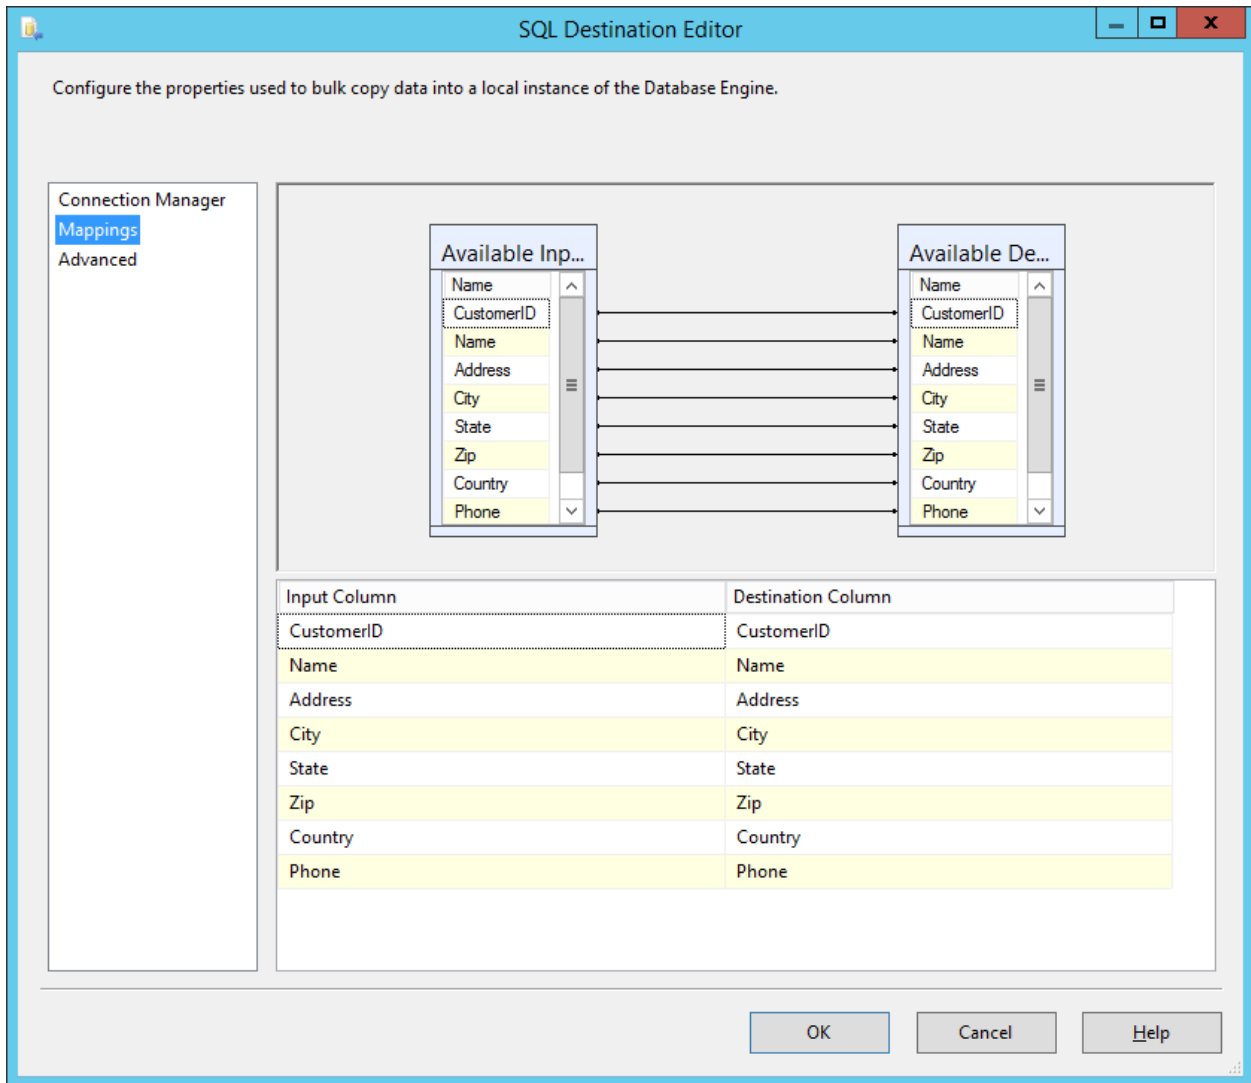 SQL Destination Editor
Configure the properties used to bulk copy data into a local instance of the Database Engine.
Connection Manager
Mappings
Advanced
Available Inp...
Name
CustomerID
Name
Address
City
State
Zip
Country
Phone
Available De...
Name
CustomerID
Name
Address
City
State
Zip
Country
Phone
Input Column Destination Column
CustomerID CustomerID
Name Name
Address Address
City City
State State
Zip Zip
Country Country
Phone Phone
OK Cancel Help